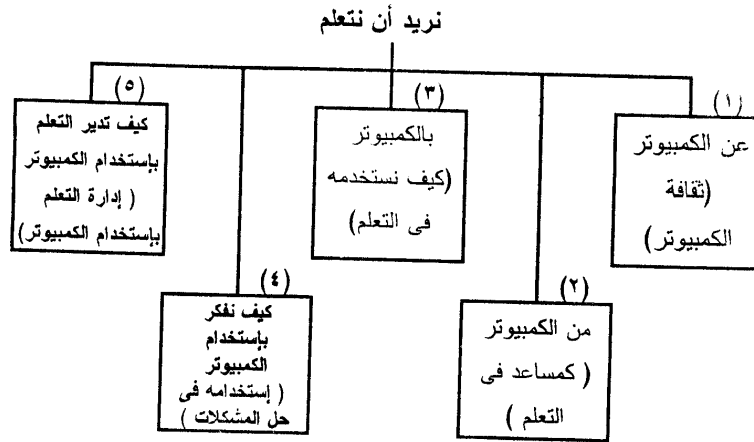 نريد أن نتعلم
(١)
عن الكمبيوتر
(ثقافة
الكمبيوتر)
(٢)
من الكمبيوتر
( كمساعد فى
التعلم )
(٣)
بالكمبيوتر
(كيف نستخدمه
فى التعلم)
(٤)
كيف نفكر
بإستخدام
الكمبيوتر
( إستخدامه فى
حل المشكلات )
(٥)
كيف تدير التعلم
بإستخدام الكمبيوتر
( إدارة التعلم
بإستخدام الكمبيوتر)